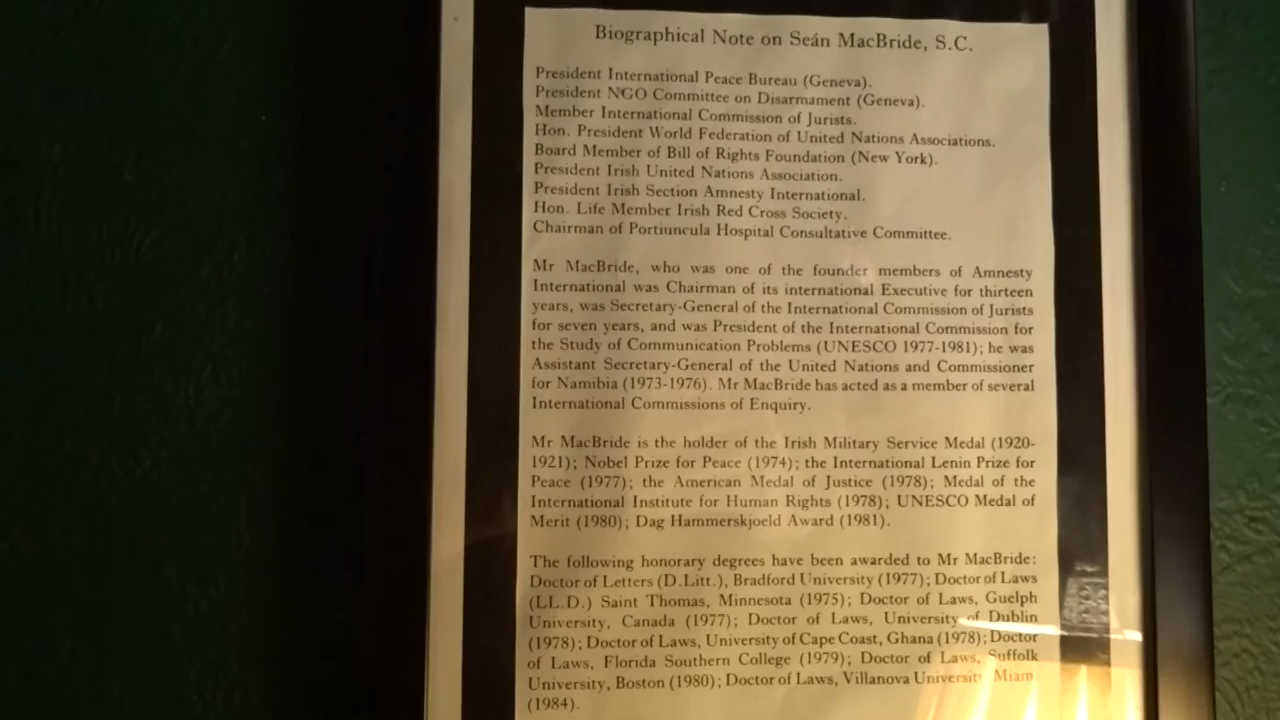 Biographical Note on Seán MacBride, S.C.
President International Peace Bureau (Geneva).
President NGO Committee on Disarmament (Geneva).
Member International Commission of Jurists.
Hon. President World Federation of United Nations Associations.
Board Member of Bill of Rights Foundation (New York).
President Irish United Nations Association.
President Irish Section Amnesty International.
Hon. Life Member Irish Red Cross Society.
Chairman of Portiuncula Hospital Consultative Committee.
Mr MacBride, who was one of the founder members of Amnesty
International was Chairman of its international Executive for thirteen
years, was Secretary-General of the International Commission of Jurists
for seven years, and was President of the International Commission for
the Study of Communication Problems (UNESCO 1977-1981); he was
Assistant Secretary-General of the United Nations and Commissioner
for Namibia (1973-1976). Mr MacBride has acted as a member of several
International Commissions of Enquiry.
Mr MacBride is the holder of the Irish Military Service Medal (1920-
1921); Nobel Prize for Peace (1974); the International Lenin Prize for
Peace (1977); the American Medal of Justice (1978); Medal of the
International Institute for Human Rights (1978); UNESCO Medal of
Merit (1980); Dag Hammerskjoeld Award (1981).
The following honorary degrees have been awarded to Mr MacBride:
Doctor of Letters (D.Litt.), Bradford University (1977); Doctor of Laws
(LL.D.) Saint Thomas, Minnesota (1975); Doctor of Laws, Guelph
University, Canada (1977); Doctor of Laws, University of Dublin
(1978); Doctor of Laws, University of Cape Coast, Ghana (1978); Doctor
of Laws, Florida Southern College (1979); Doctor of Laws, Suffolk
University, Boston (1980); Doctor of Laws, Villanova University Miami
(1984).